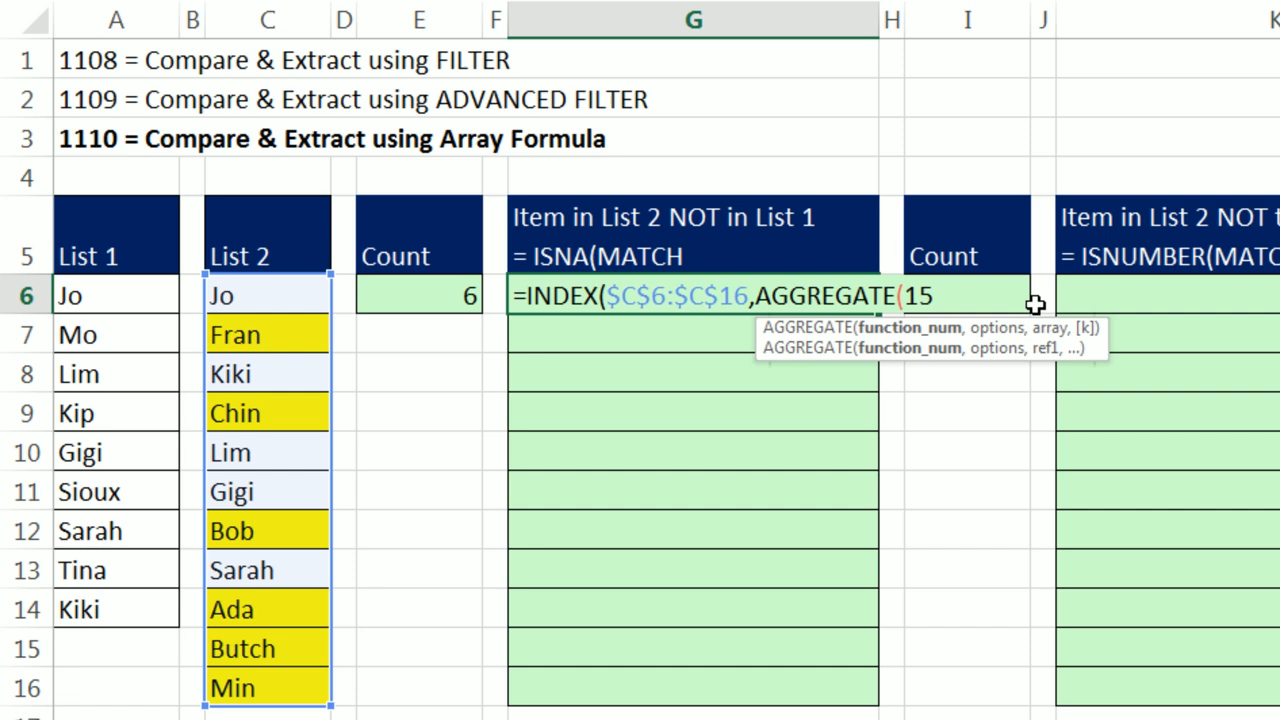 A B C D E F G H I J K
1 1108 = Compare & Extract using FILTER
2 1109 = Compare & Extract using ADVANCED FILTER
3 1110 = Compare & Extract using Array Formula
4
Item in List 2 NOT in List 1 Item in List 2 NOT
5 List 1 List 2 Count = ISNA(MATCH Count = ISNUMBER(MATC
6 Jo Jo 6 =INDEX($C$6:$C$16,AGGREGATE(15
7 Mo Fran AGGREGATE(function_num, options, array, [k])
AGGREGATE(function_num, options, ref1, ...)
8 Lim Kiki
9 Kip Chin
10 Gigi Lim
11 Sioux Gigi
12 Sarah Bob
13 Tina Sarah
14 Kiki Ada
15 Butch
16 Min